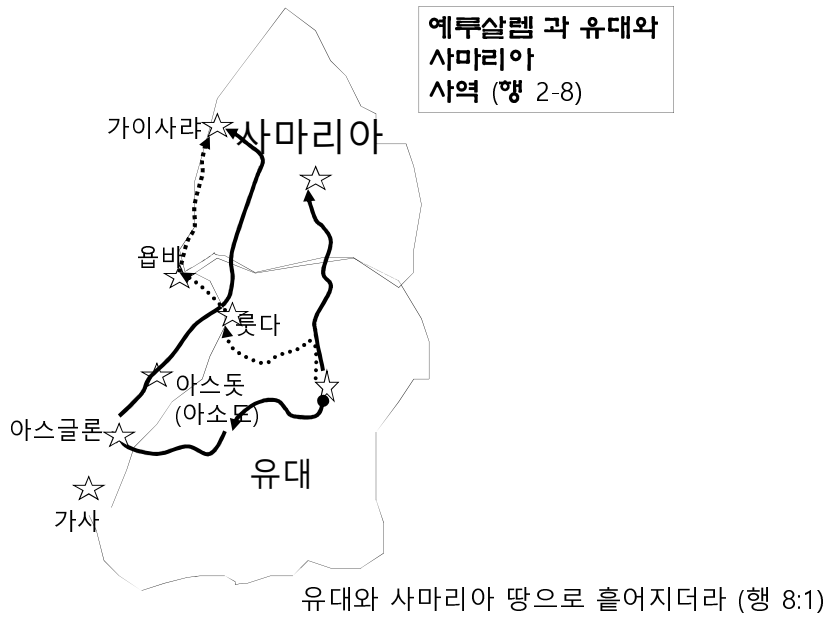 예루살렘 과 유대와
사마리아
사역 (행 2-8)
가이사랴
사마리아
욥바
룻다
아스돗
(아소도)
아스글론
유대
가사
유대와 사마리아 땅으로 흩어지더라 (행 8:1)